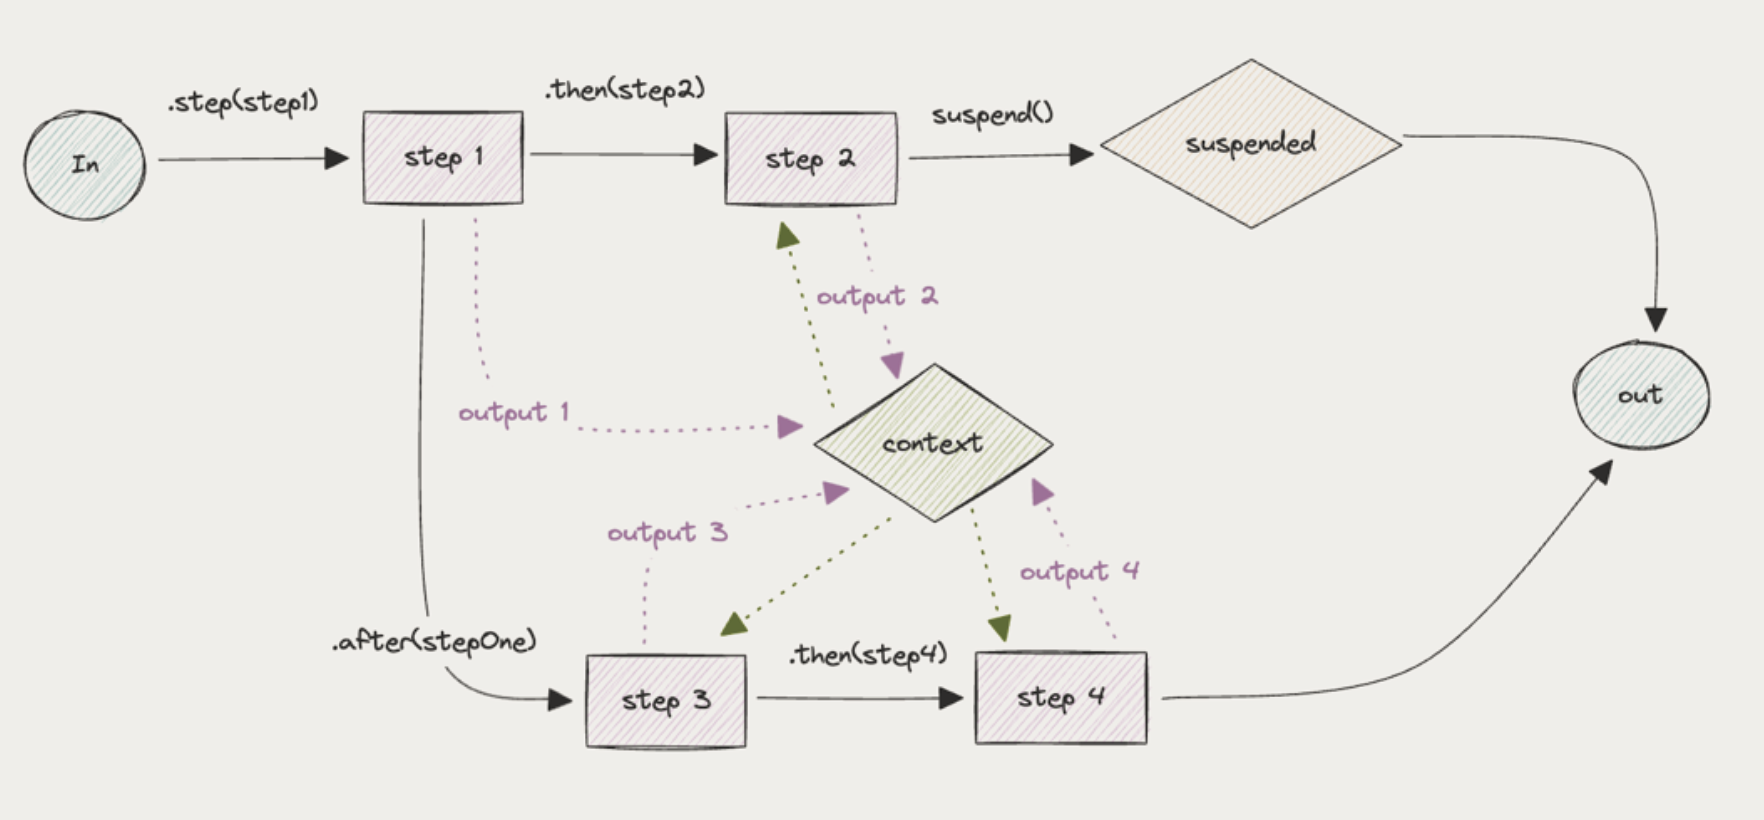 .step(step1)
.then(step2)
suspend()
In
step 1
step 2
suspended
output 2
output 1
context
out
output 3
output 4
.after(stepOne)
.then(step4)
step 3
step 4